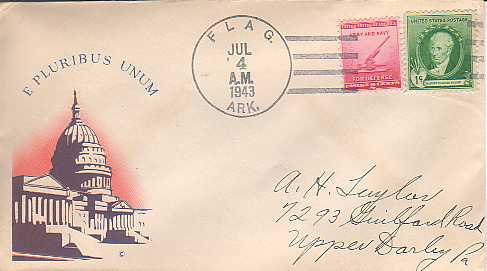 E PLURIBUS UNUM
FLAG.
JUL
4
A.M.
1943
ARK.
ARMY AND NAVY
FOR DEFENSE
UNITED STATES POSTAGE
1¢
A. H. Taylor
7293 Guilford Road
Upper Darby Pa